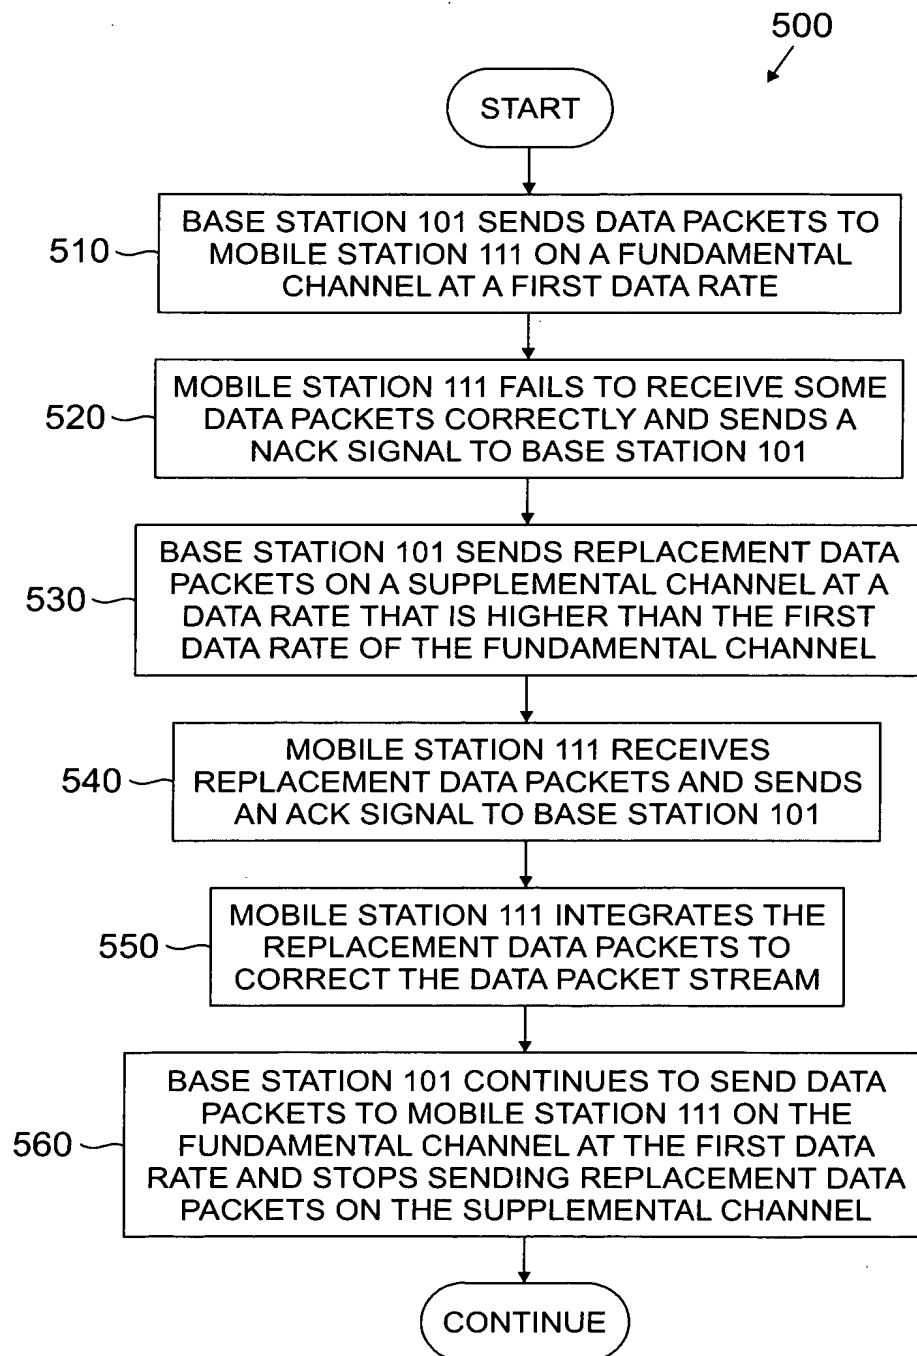 500
START
510
BASE STATION 101 SENDS DATA PACKETS TO
MOBILE STATION 111 ON A FUNDAMENTAL
CHANNEL AT A FIRST DATA RATE
520
MOBILE STATION 111 FAILS TO RECEIVE SOME
DATA PACKETS CORRECTLY AND SENDS A
NACK SIGNAL TO BASE STATION 101
530
BASE STATION 101 SENDS REPLACEMENT DATA
PACKETS ON A SUPPLEMENTAL CHANNEL AT A
DATA RATE THAT IS HIGHER THAN THE FIRST
DATA RATE OF THE FUNDAMENTAL CHANNEL
540
MOBILE STATION 111 RECEIVES
REPLACEMENT DATA PACKETS AND SENDS
AN ACK SIGNAL TO BASE STATION 101
550
MOBILE STATION 111 INTEGRATES THE
REPLACEMENT DATA PACKETS TO
CORRECT THE DATA PACKET STREAM
560
BASE STATION 101 CONTINUES TO SEND DATA
PACKETS TO MOBILE STATION 111 ON THE
FUNDAMENTAL CHANNEL AT THE FIRST DATA
RATE AND STOPS SENDING REPLACEMENT DATA
PACKETS ON THE SUPPLEMENTAL CHANNEL
CONTINUE